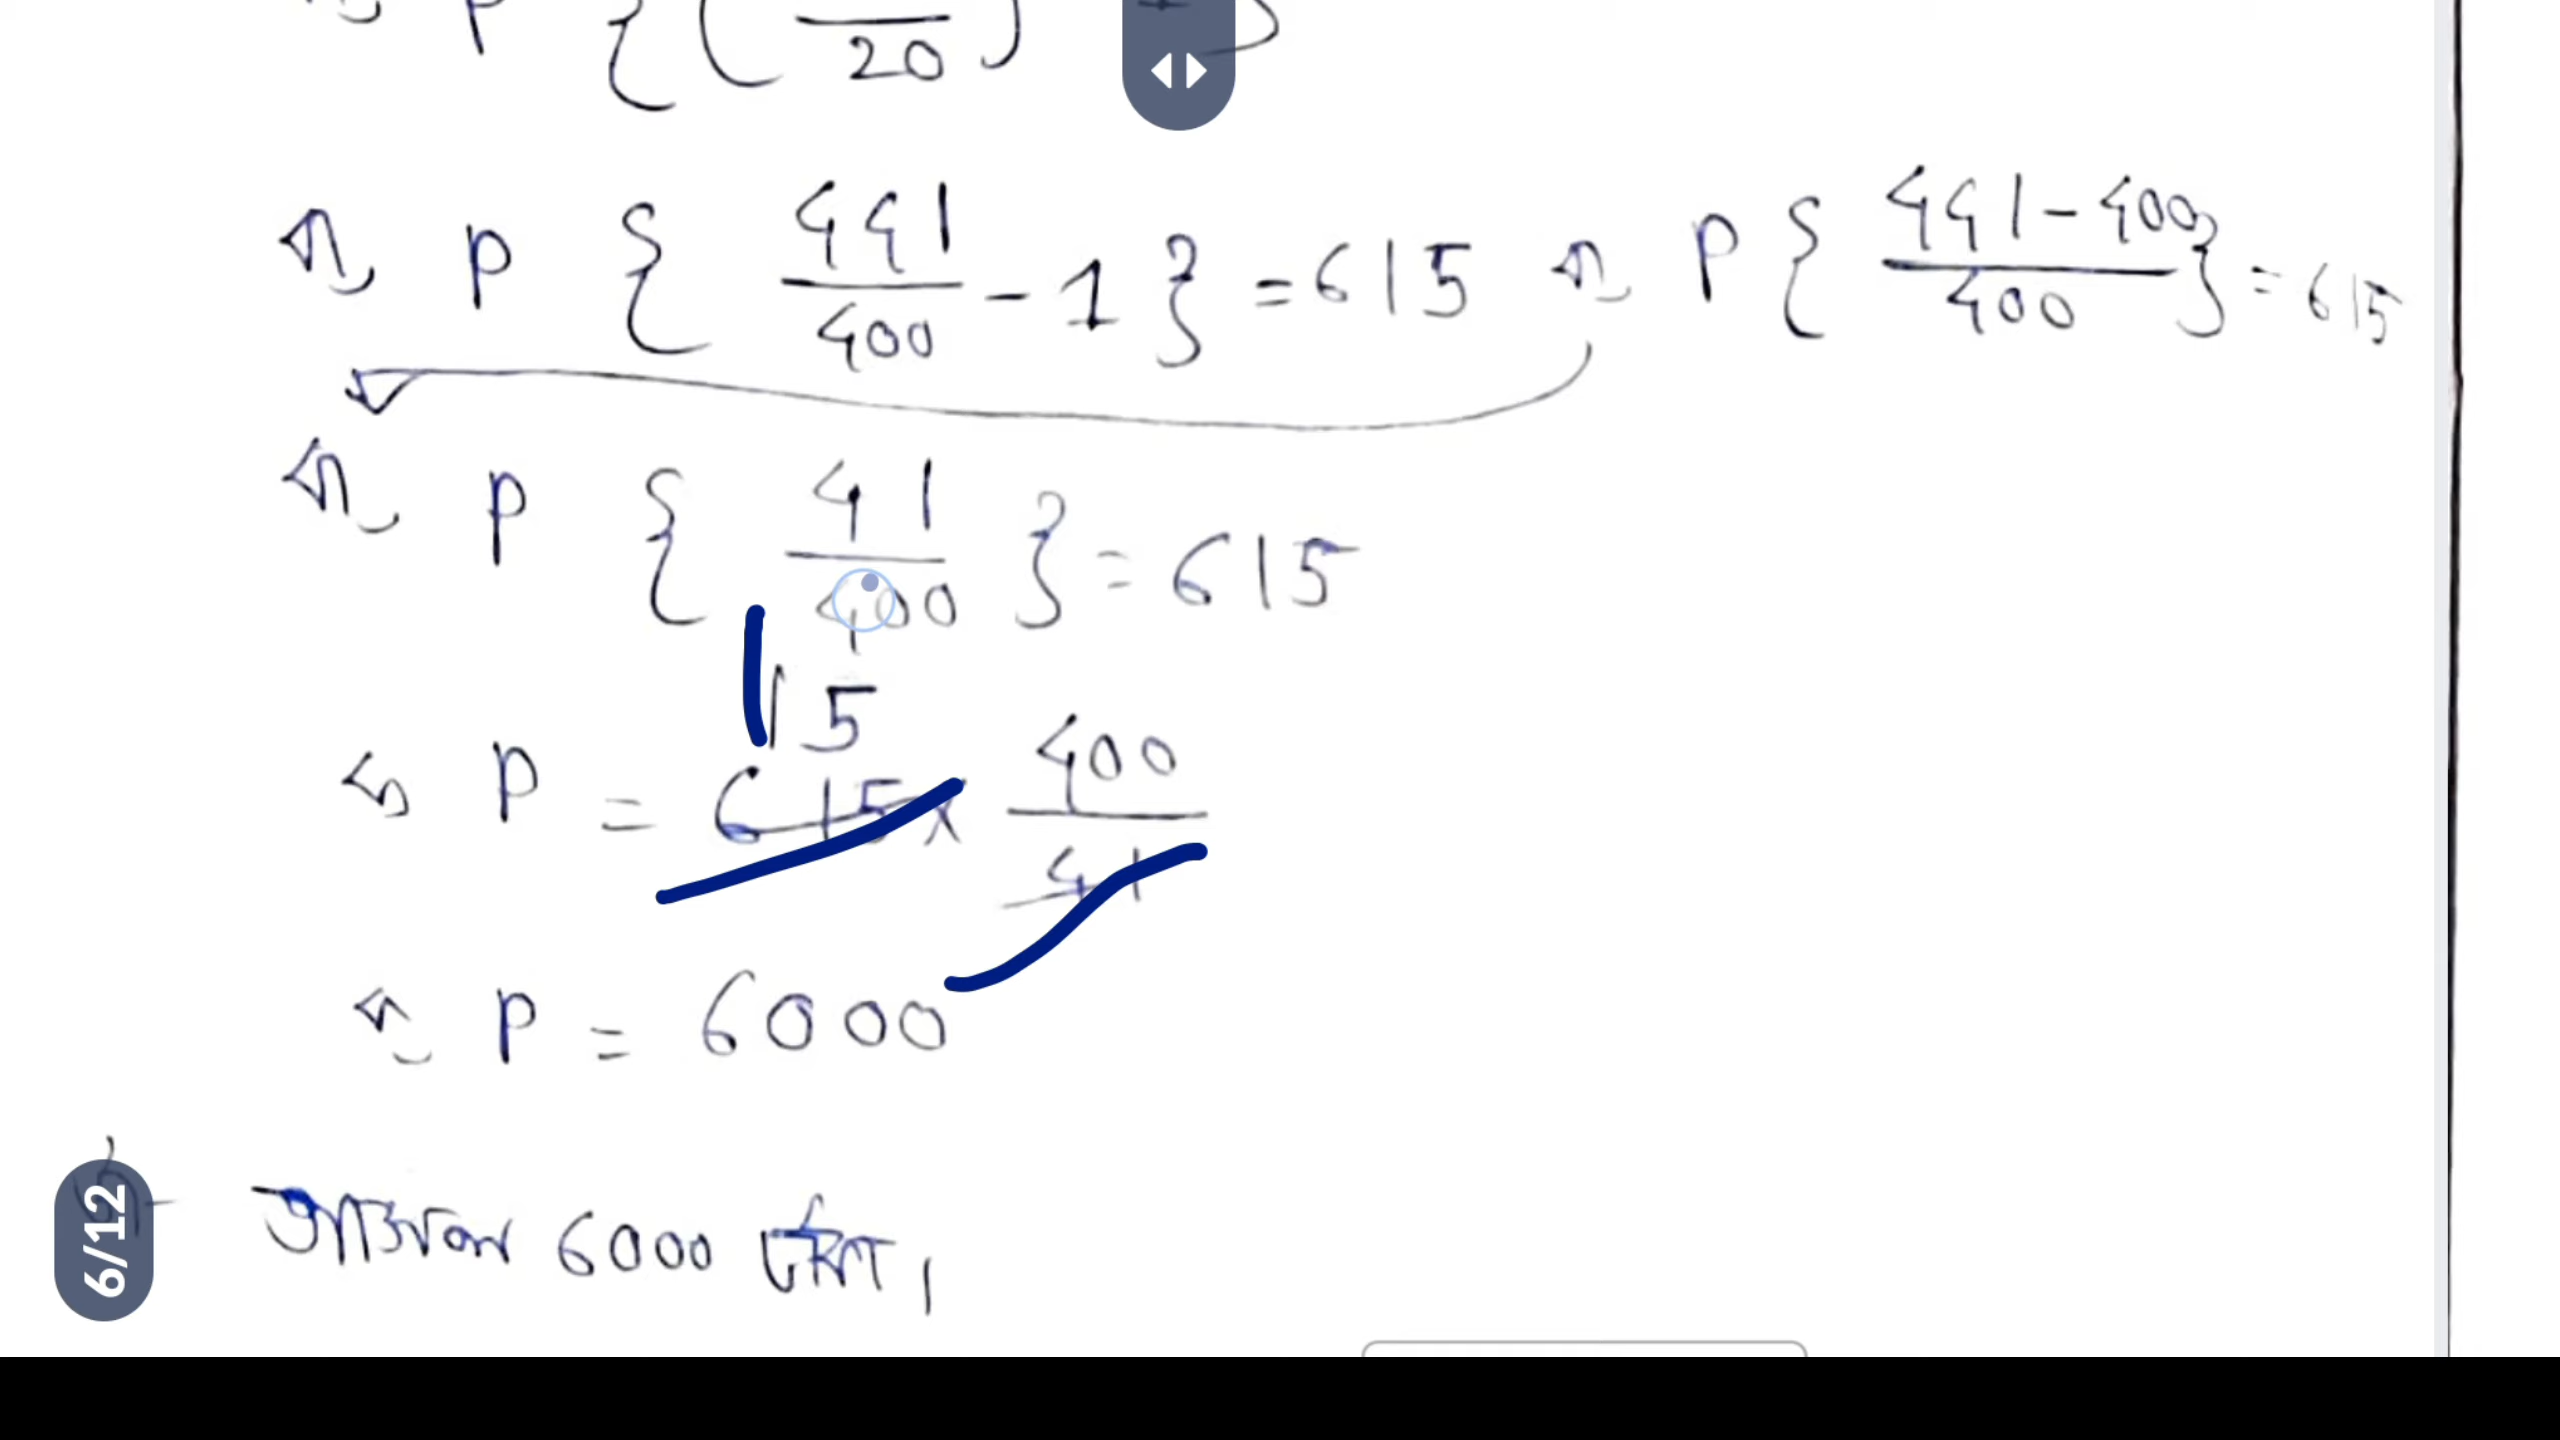 P {( /20)
বা, P { 441/400 - 1 } = 615 বা, P { 441-400/400 } = 615
বা, P { 41/400 } = 615
15
বা, P = 615 x 400/41
বা, P = 6000
আসল 6000 টাকা।
6/12